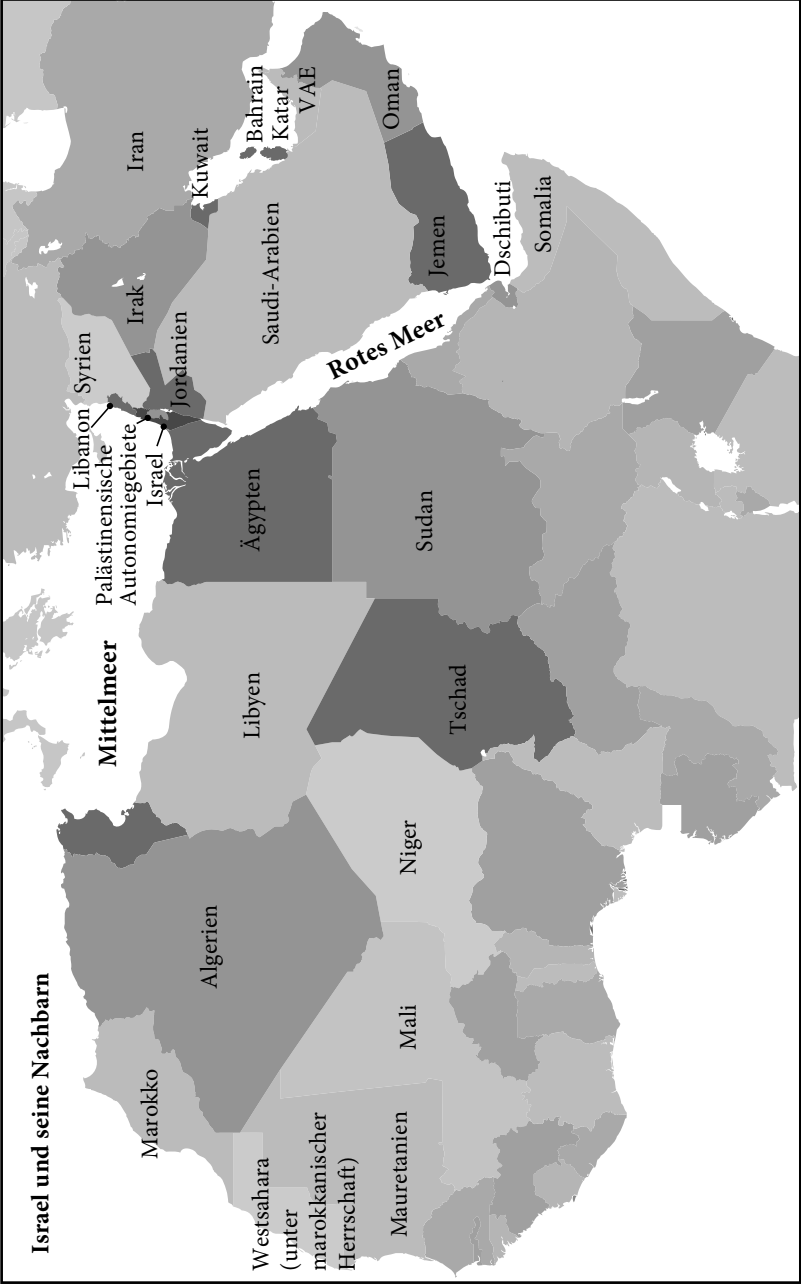 Israel und seine Nachbarn
Mittelmeer
Libanon
Palästinensische
Autonomiegebiete
Israel
Syrien
Jordanien
Irak
Iran
Kuwait
Bahrain
Katar
VAE
Oman
Saudi-Arabien
Jemen
Rotes Meer
Dschibuti
Somalia
Marokko
Algerien
Libyen
Ägypten
Westsahara
(unter
marokkanischer
Herrschaft)
Mauretanien
Mali
Niger
Tschad
Sudan